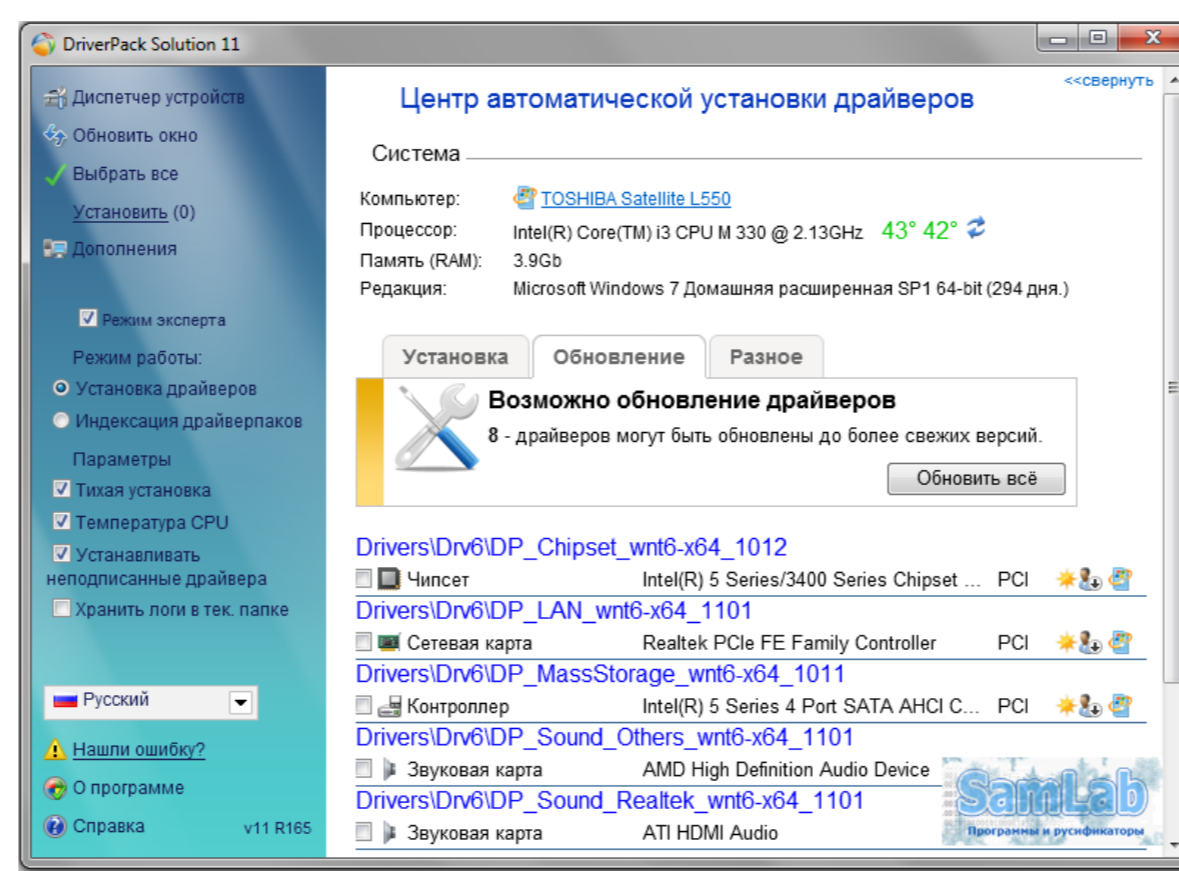 DriverPack Solution 11
Диспетчер устройств
Обновить окно
Выбрать все
Установить (0)
Дополнения
Режим эксперта
Режим работы:
Установка драйверов
Индексация драйверпаков
Параметры
Тихая установка
Температура CPU
Устанавливать
неподписанные драйвера
Хранить логи в тек. папке
Русский
Нашли ошибку?
О программе
Справка v11 R165
<<свернуть
Центр автоматической установки драйверов
Система
Компьютер: TOSHIBA Satellite L550
Процессор: Intel(R) Core(TM) i3 CPU M 330 @ 2.13GHz 43° 42°
Память (RAM): 3.9Gb
Редакция: Microsoft Windows 7 Домашняя расширенная SP1 64-bit (294 дня.)
Установка Обновление Разное
Возможно обновление драйверов
8 - драйверов могут быть обновлены до более свежих версий.
Обновить всё
Drivers\Drv6\DP_Chipset_wnt6-x64_1012
Чипсет Intel(R) 5 Series/3400 Series Chipset ... PCI
Drivers\Drv6\DP_LAN_wnt6-x64_1101
Сетевая карта Realtek PCIe FE Family Controller PCI
Drivers\Drv6\DP_MassStorage_wnt6-x64_1011
Контроллер Intel(R) 5 Series 4 Port SATA AHCI C... PCI
Drivers\Drv6\DP_Sound_Others_wnt6-x64_1101
Звуковая карта AMD High Definition Audio Device
Drivers\Drv6\DP_Sound_Realtek_wnt6-x64_1101
Звуковая карта ATI HDMI Audio
SamLab
Программы и русификаторы